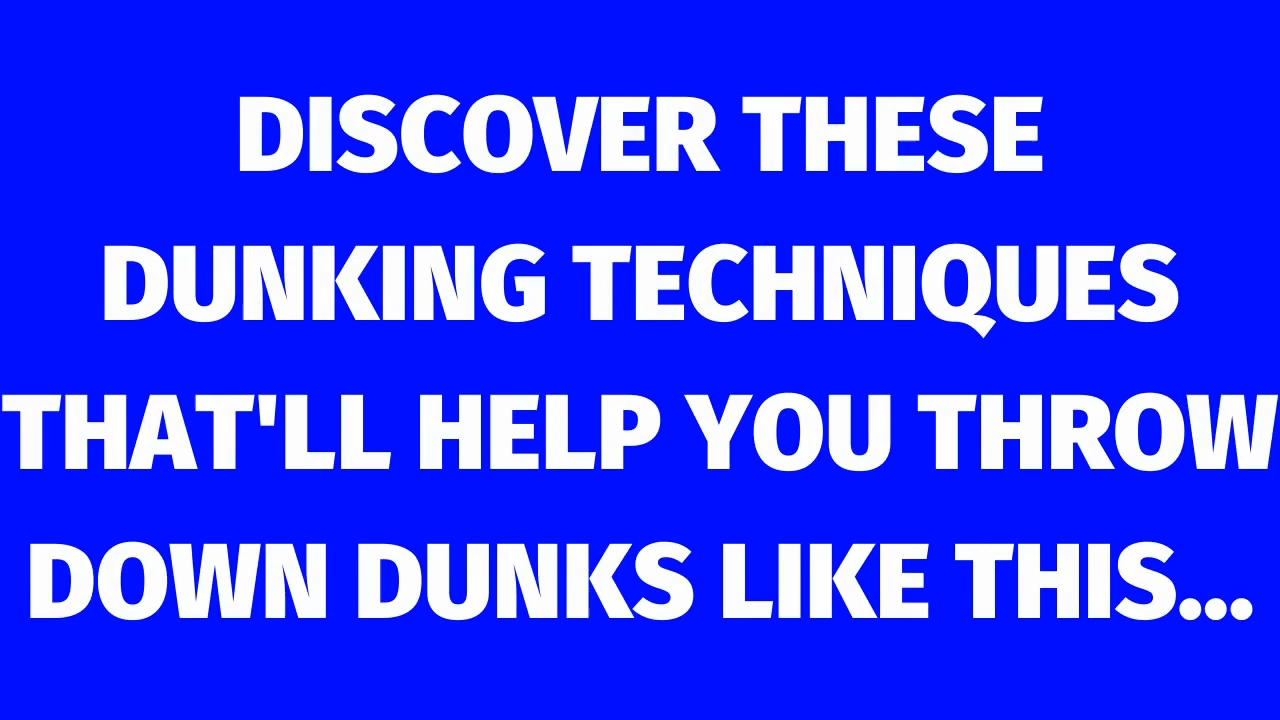 DISCOVER THESE
DUNKING TECHNIQUES
THAT'LL HELP YOU THROW
DOWN DUNKS LIKE THIS...